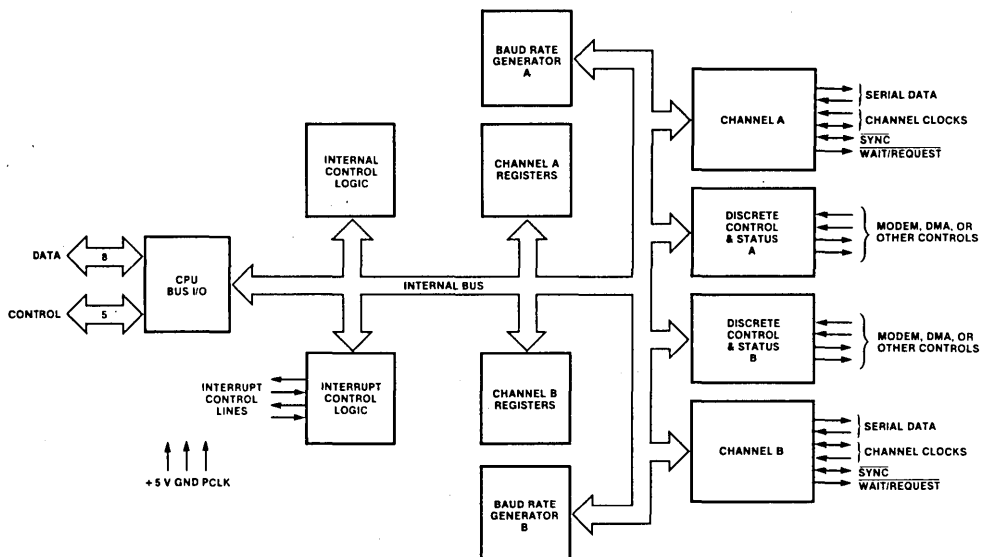 BAUD RATE
GENERATOR
A
CHANNEL A
SERIAL DATA
CHANNEL CLOCKS
SYNC
WAIT/REQUEST
INTERNAL
CONTROL
LOGIC
CHANNEL A
REGISTERS
DISCRETE
CONTROL
& STATUS
A
MODEM, DMA, OR
OTHER CONTROLS
DATA
8
CPU
BUS I/O
CONTROL
5
INTERNAL BUS
DISCRETE
CONTROL
& STATUS
B
MODEM, DMA, OR
OTHER CONTROLS
INTERRUPT
CONTROL
LINES
INTERRUPT
CONTROL
LOGIC
CHANNEL B
REGISTERS
CHANNEL B
SERIAL DATA
CHANNEL CLOCKS
SYNC
WAIT/REQUEST
+5 V GND PCLK
BAUD RATE
GENERATOR
B